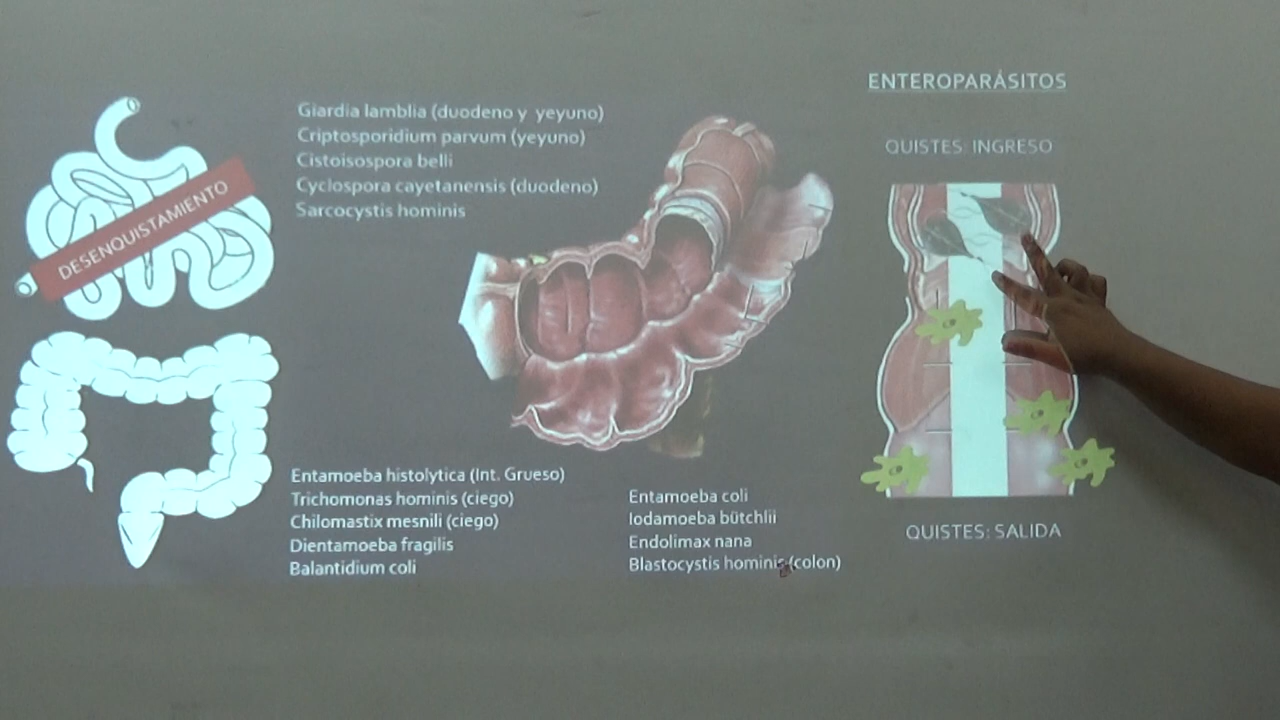 ENTEROPARÁSITOS
Giardia lamblia (duodeno y yeyuno)
Criptosporidium parvum (yeyuno)
Cistoisospora belli
Cyclospora cayetanensis (duodeno)
Sarcocystis hominis
DESENQUISTAMIENTO
QUISTES: INGRESO
Entamoeba histolytica (Int. Grueso)
Trichomonas hominis (ciego)
Chilomastix mesnili (ciego)
Dientamoeba fragilis
Balantidium coli
Entamoeba coli
Iodamoeba bütchlii
Endolimax nana
Blastocystis hominis (colon)
QUISTES: SALIDA